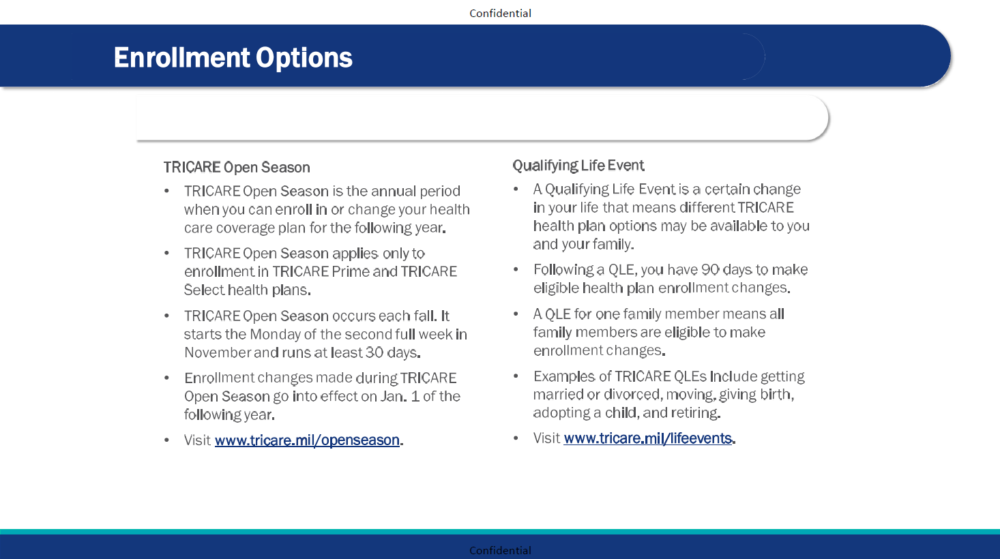 Confidential
Enrollment Options
TRICARE Open Season
• TRICARE Open Season is the annual period
when you can enroll in or change your health
care coverage plan for the following year.
• TRICARE Open Season applies only to
enrollment in TRICARE Prime and TRICARE
Select health plans.
• TRICARE Open Season occurs each fall. It
starts the Monday of the second full week in
November and runs at least 30 days.
• Enrollment changes made during TRICARE
Open Season go into effect on Jan. 1 of the
following year.
• Visit www.tricare.mil/openseason.
Qualifying Life Event
• A Qualifying Life Event is a certain change
in your life that means different TRICARE
health plan options may be available to you
and your family.
• Following a QLE, you have 90 days to make
eligible health plan enrollment changes.
• A QLE for one family member means all
family members are eligible to make
enrollment changes.
• Examples of TRICARE QLEs include getting
married or divorced, moving, giving birth,
adopting a child, and retiring.
• Visit www.tricare.mil/lifeevents.
Confidential